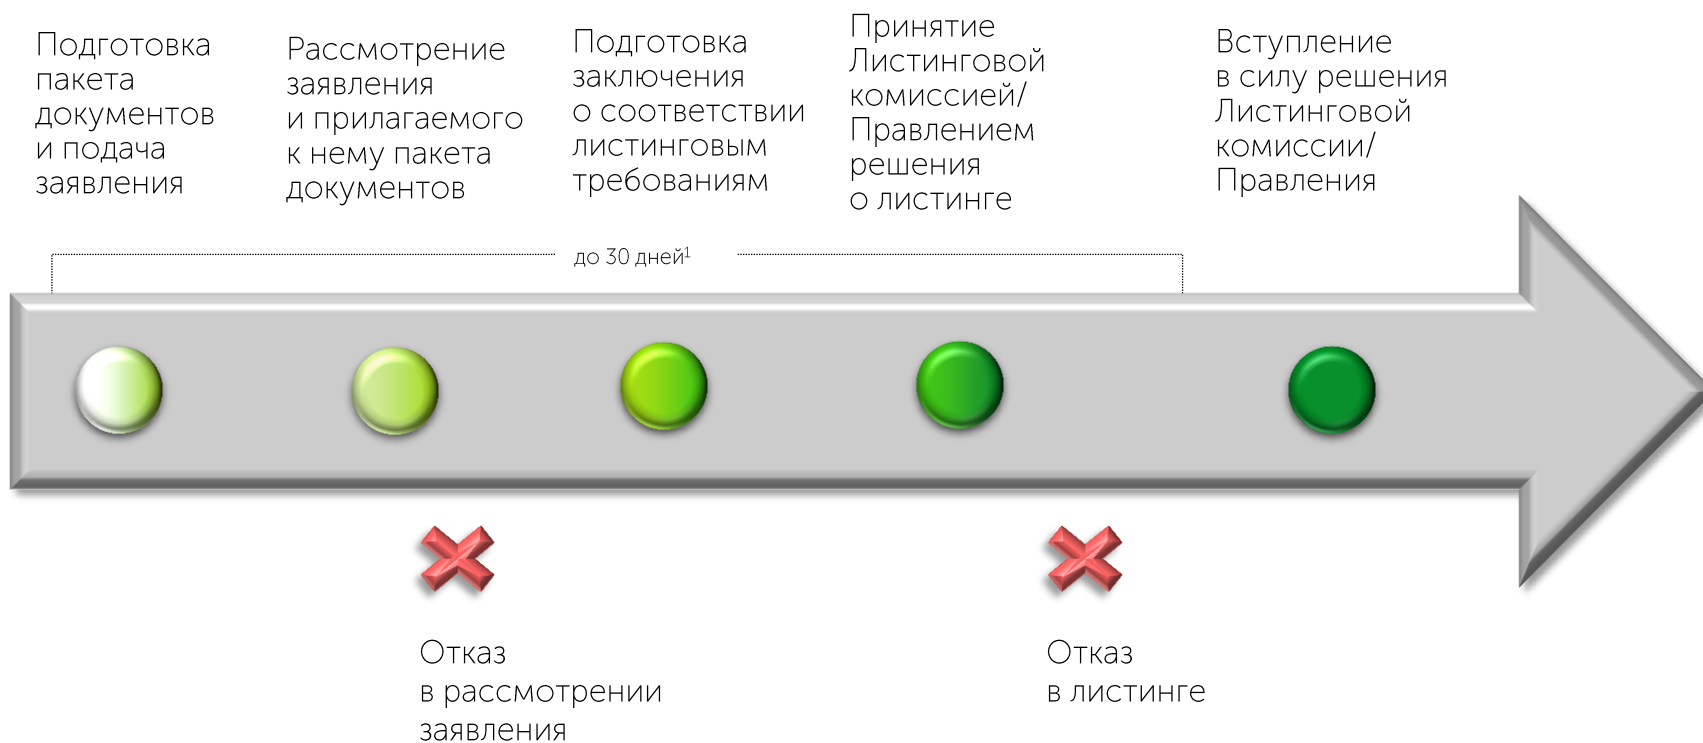 Подготовка
пакета
документов
и подача
заявления
Рассмотрение
заявления
и прилагаемого
к нему пакета
документов
Подготовка
заключения
о соответствии
листинговым
требованиям
Принятие
Листинговой
комиссией/
Правлением
решения
о листинге
Вступление
в силу решения
Листинговой
комиссии/
Правления
до 30 дней¹
Отказ
в рассмотрении
заявления
Отказ
в листинге